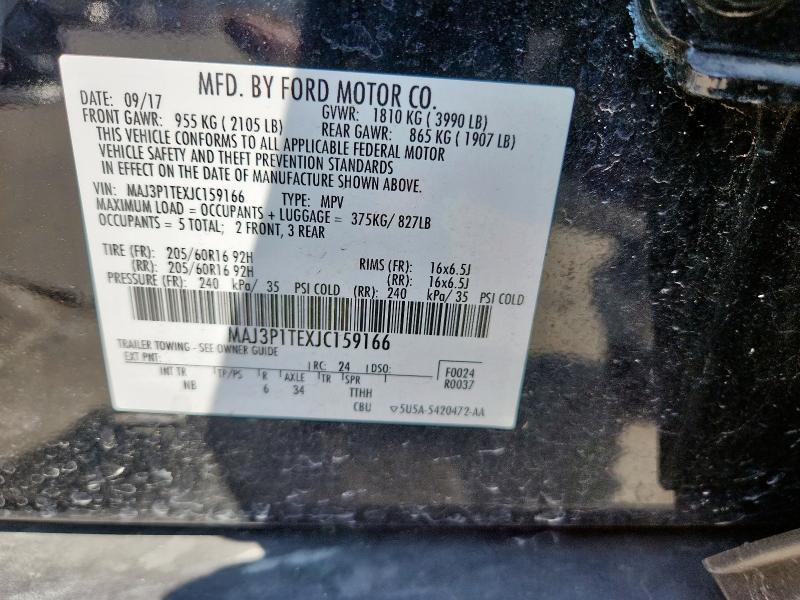 MFD. BY FORD MOTOR CO.
DATE: 09/17 GVWR: 1810 KG ( 3990 LB)
FRONT GAWR: 955 KG ( 2105 LB) REAR GAWR: 865 KG ( 1907 LB)
THIS VEHICLE CONFORMS TO ALL APPLICABLE FEDERAL MOTOR
VEHICLE SAFETY AND THEFT PREVENTION STANDARDS
IN EFFECT ON THE DATE OF MANUFACTURE SHOWN ABOVE.
VIN: MAJ3P1TEXJC159166 TYPE: MPV
MAXIMUM LOAD = OCCUPANTS + LUGGAGE = 375KG/ 827LB
OCCUPANTS = 5 TOTAL; 2 FRONT, 3 REAR
TIRE (FR): 205/60R16 92H RIMS (FR): 16x6.5J
(RR): 205/60R16 92H (RR): 16x6.5J
PRESSURE (FR): 240 kPa/ 35 PSI COLD (RR): 240 kPa/ 35 PSI COLD
MAJ3P1TEXJC159166
TRAILER TOWING - SEE OWNER GUIDE
EXT PNT: RC: 24 DSO: F0024
INT TR TP/PS R AXLE TR SPR R0037
NB 6 34 TTHH
CBU 5U5A-5420472-AA